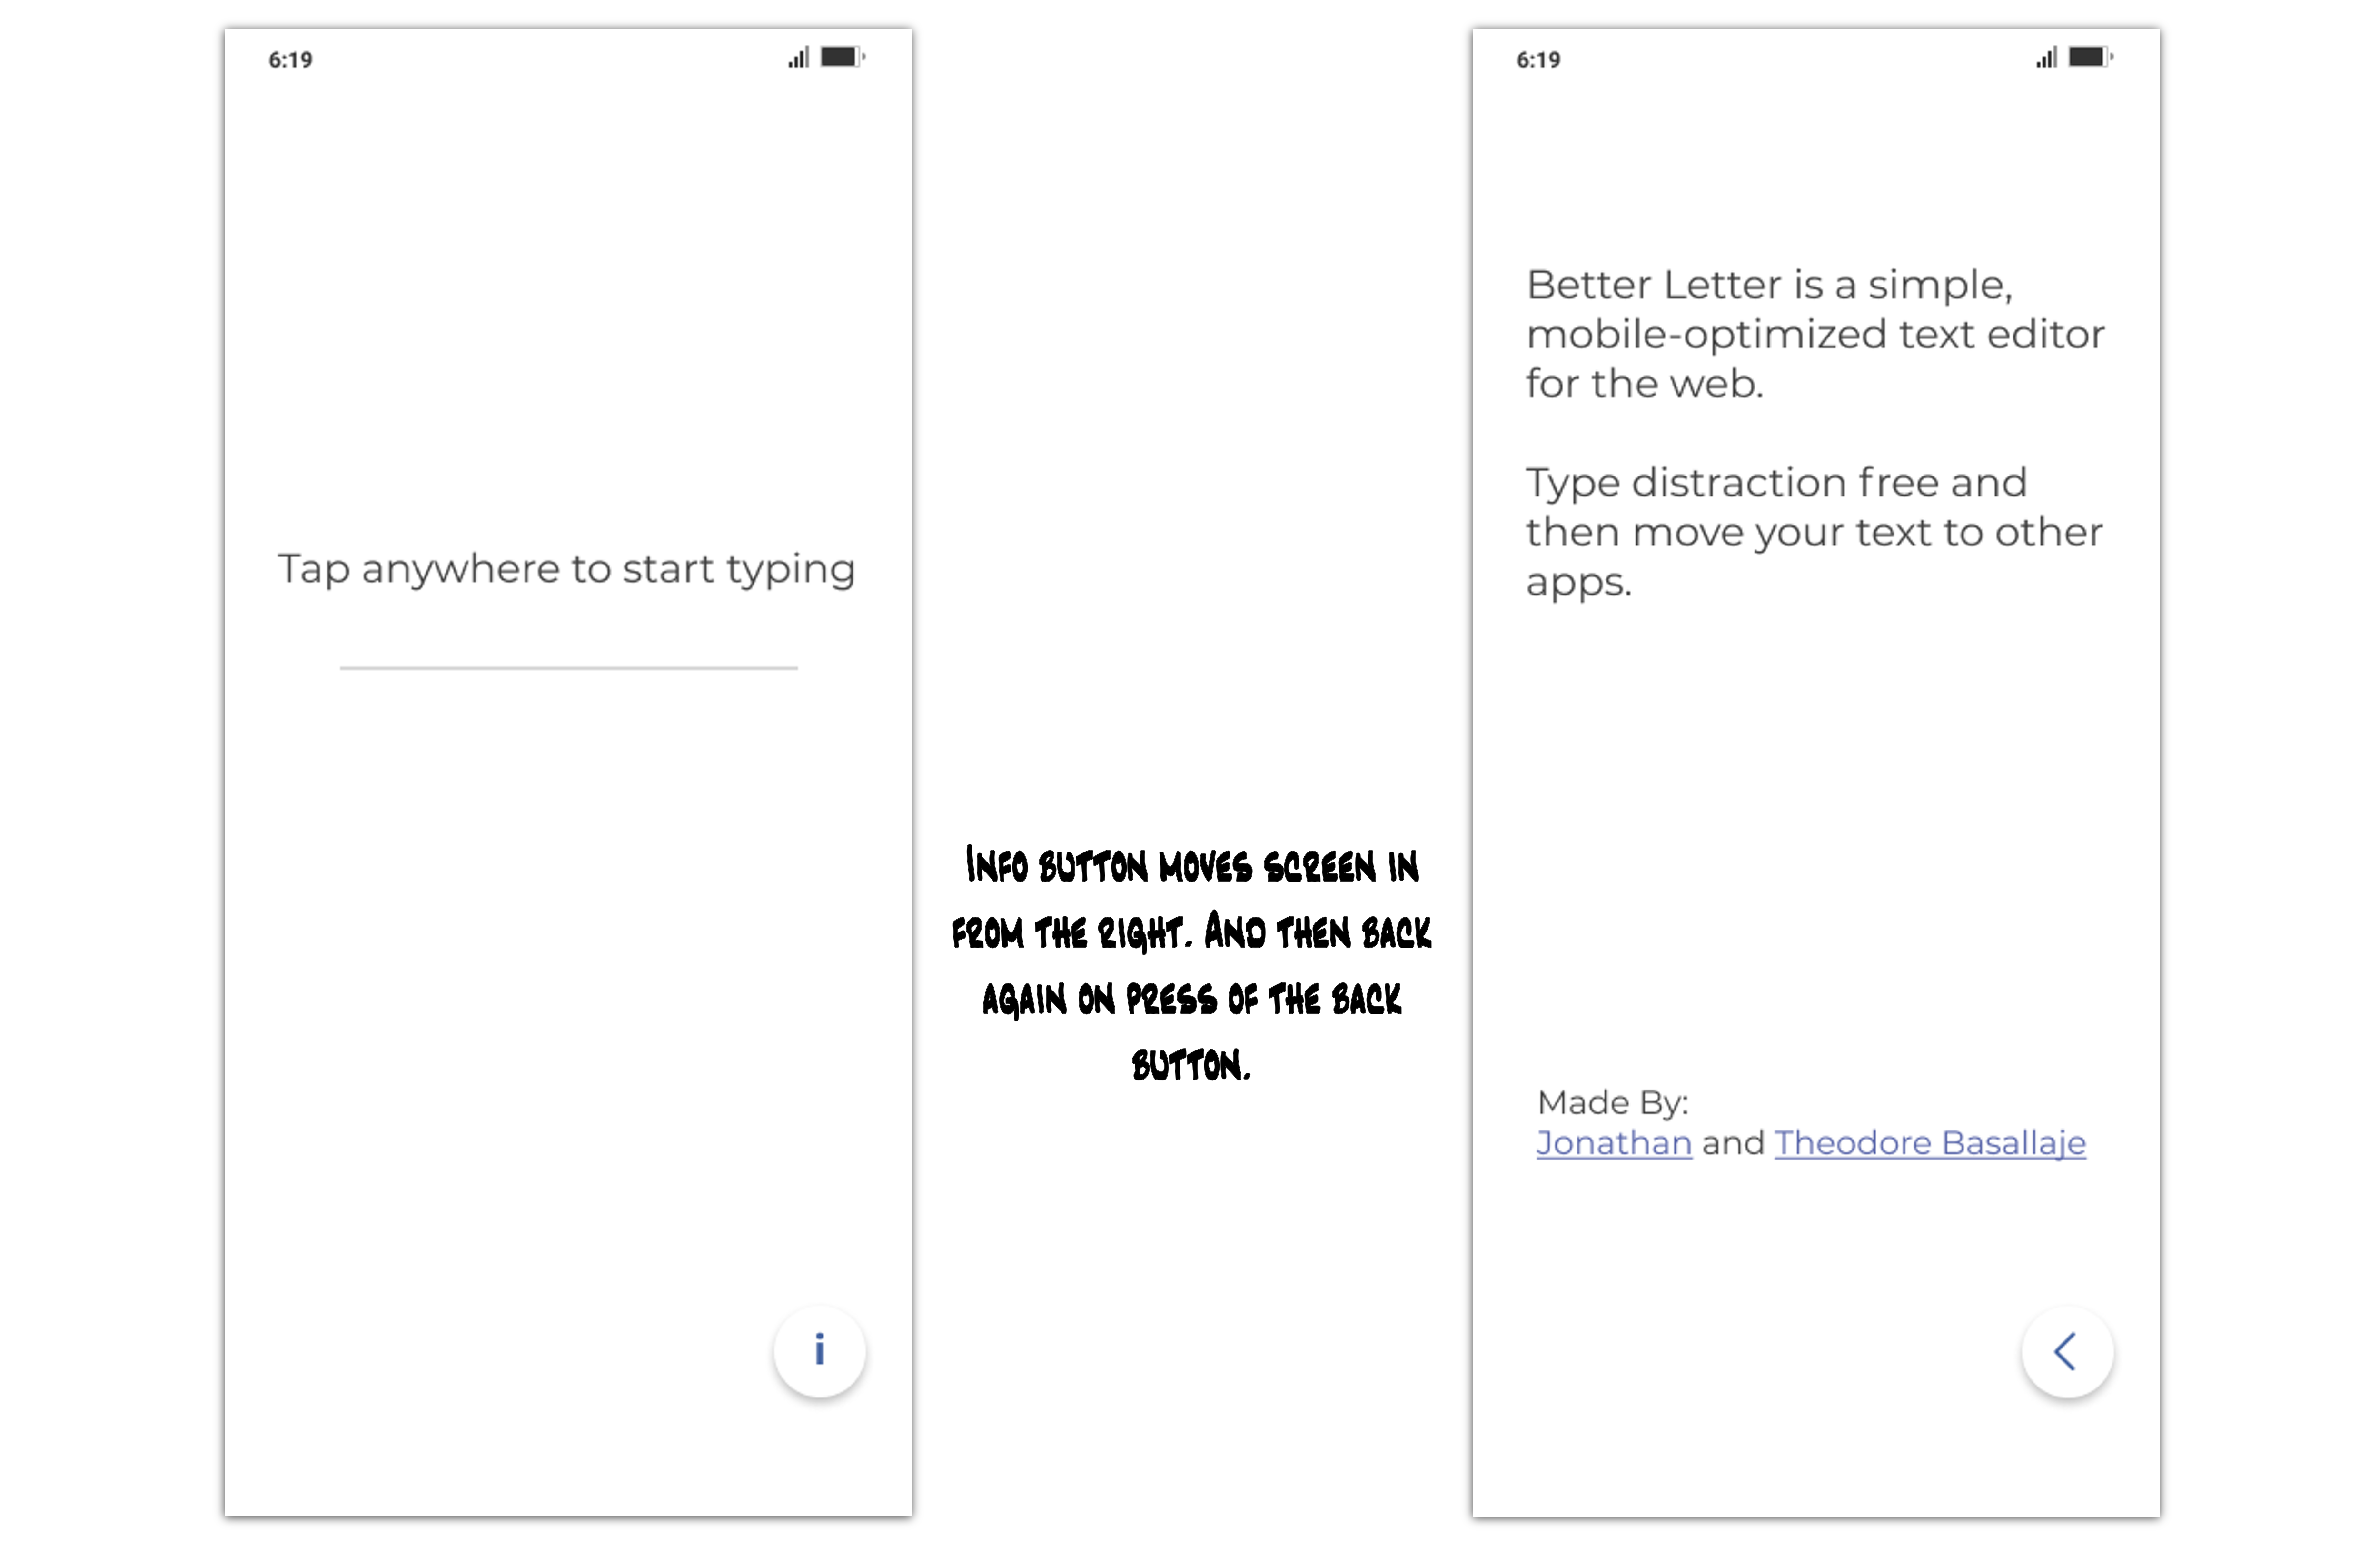 6:19
Tap anywhere to start typing
i
Info button moves screen in
from the right. And then back
again on press of the back
button.
6:19
Better Letter is a simple,
mobile-optimized text editor
for the web.
Type distraction free and
then move your text to other
apps.
Made By:
Jonathan and Theodore Basallaje